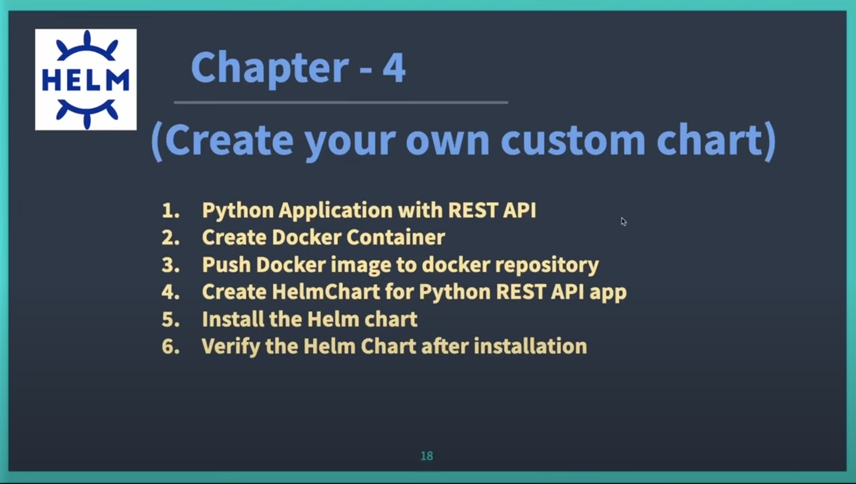 HELM
Chapter - 4
(Create your own custom chart)
1. Python Application with REST API
2. Create Docker Container
3. Push Docker image to docker repository
4. Create HelmChart for Python REST API app
5. Install the Helm chart
6. Verify the Helm Chart after installation
18